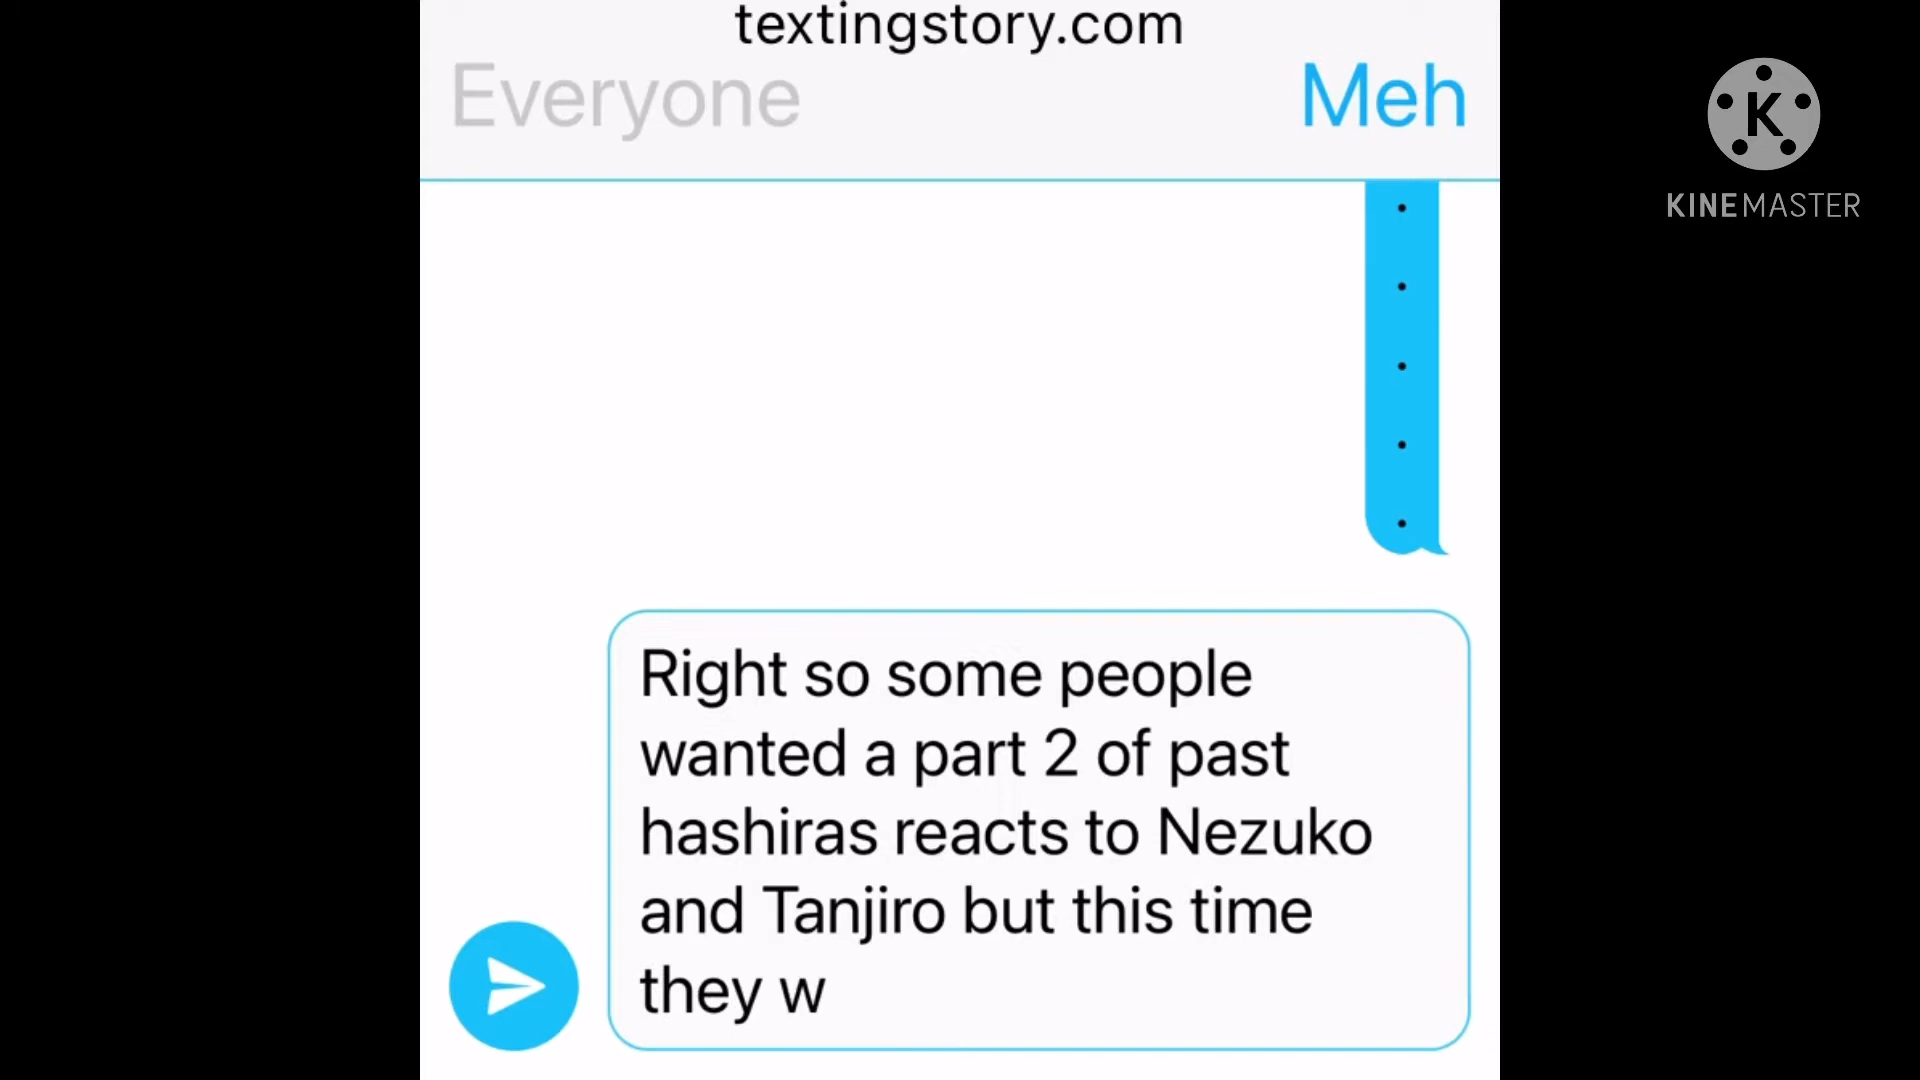 textingstory.com
Everyone
Meh
K
KINEMASTER
Right so some people
wanted a part 2 of past
hashiras reacts to Nezuko
and Tanjiro but this time
they w